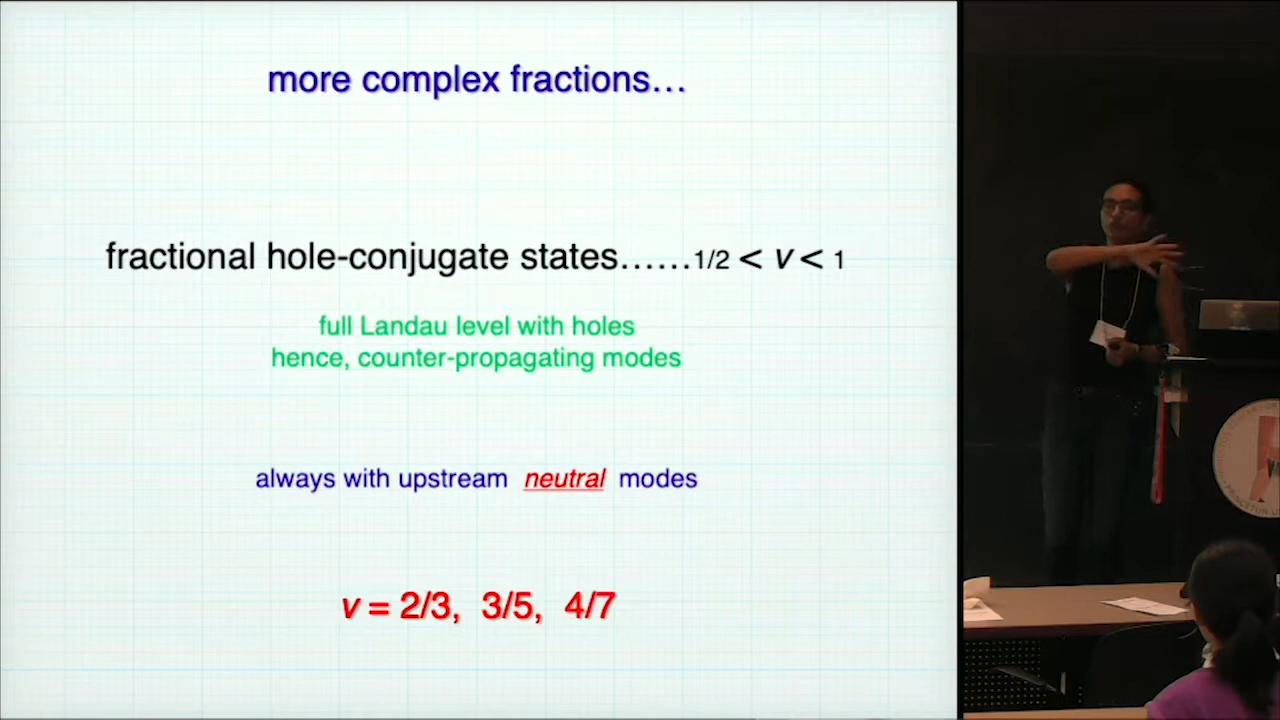 more complex fractions…
fractional hole-conjugate states……1/2 < v < 1
full Landau level with holes
hence, counter-propagating modes
always with upstream neutral modes
v = 2/3, 3/5, 4/7